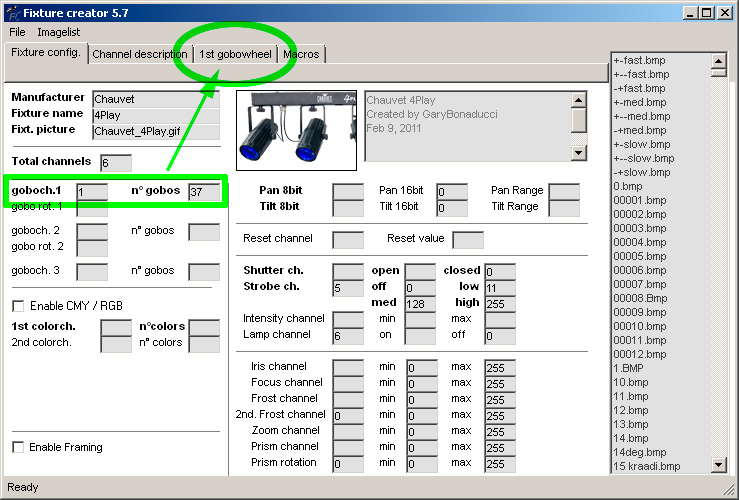 Fixture creator 5.7
File Imagelist
Fixture config. Channel description 1st gobowheel Macros
Manufacturer Chauvet
Fixture name 4Play
Fixt. picture Chauvet_4Play.gif
Chauvet 4Play
Created by GaryBonaducci
Feb 9, 2011
Total channels 6
goboch.1 1 n° gobos 37
gobo rot. 1
goboch. 2 n° gobos
gobo rot. 2
goboch. 3 n° gobos
Enable CMY / RGB
1st colorch. n°colors
2nd colorch. n° colors
Enable Framing
Pan 8bit Pan 16bit Pan Range
Tilt 8bit Tilt 16bit 0 Tilt Range
Reset channel Reset value
Shutter ch. open closed 0
Strobe ch. 5 off 0 low 11
med 128 high 255
Intensity channel min max
Lamp channel 6 on off 0
Iris channel min 0 max 255
Focus channel min 0 max 255
Frost channel min 0 max 255
2nd. Frost channel 0 min 0 max 255
Zoom channel min 0 max 255
Prism channel min 0 max 255
Prism rotation 0 min 0 max 255
+-fast.bmp
+--fast.bmp
-+fast.bmp
+-med.bmp
+--med.bmp
-+med.bmp
+-slow.bmp
+--slow.bmp
-+slow.bmp
0.bmp
00001.bmp
00002.bmp
00003.bmp
00004.bmp
00005.bmp
00006.bmp
00007.bmp
00008.Bmp
00009.bmp
00010.bmp
00011.bmp
00012.bmp
1.BMP
10.bmp
11.bmp
12.bmp
13.bmp
14.bmp
14deg.bmp
15 kraadi.bmp
Ready